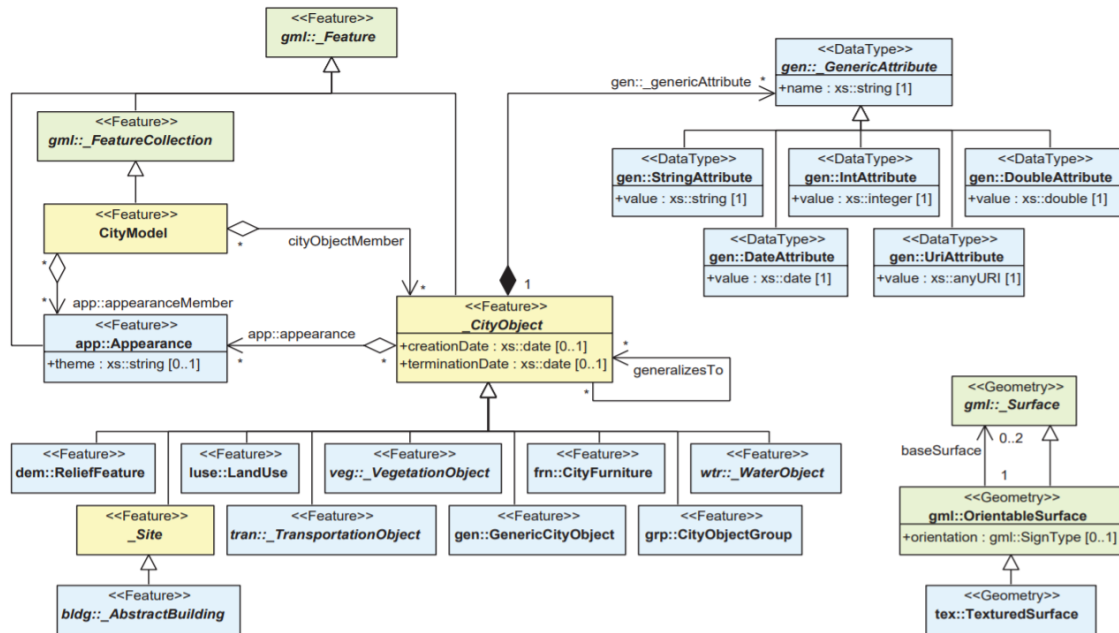 <<Feature>>
gml::_Feature
<<DataType>>
gen::_GenericAttribute
+name : xs::string [1]
gen::_genericAttribute
*
<<Feature>>
gml::_FeatureCollection
<<DataType>>
gen::StringAttribute
+value : xs::string [1]
<<DataType>>
gen::IntAttribute
+value : xs::integer [1]
<<DataType>>
gen::DoubleAttribute
+value : xs::double [1]
<<Feature>>
CityModel
*
*
cityObjectMember
*
<<DataType>>
gen::DateAttribute
+value : xs::date [1]
<<DataType>>
gen::UriAttribute
+value : xs::anyURI [1]
*
app::appearanceMember
1
<<Feature>>
app::Appearance
+theme : xs::string [0..1]
app::appearance
*
*
<<Feature>>
_CityObject
+creationDate : xs::date [0..1]
+terminationDate : xs::date [0..1]
*
generalizesTo
*
<<Geometry>>
gml::_Surface
baseSurface
0..2
1
<<Feature>>
dem::ReliefFeature
<<Feature>>
luse::LandUse
<<Feature>>
veg::_VegetationObject
<<Feature>>
frn::CityFurniture
<<Feature>>
wtr::_WaterObject
<<Feature>>
_Site
<<Feature>>
tran::_TransportationObject
<<Feature>>
gen::GenericCityObject
<<Feature>>
grp::CityObjectGroup
<<Geometry>>
gml::OrientableSurface
+orientation : gml::SignType [0..1]
<<Feature>>
bldg::_AbstractBuilding
<<Geometry>>
tex::TexturedSurface